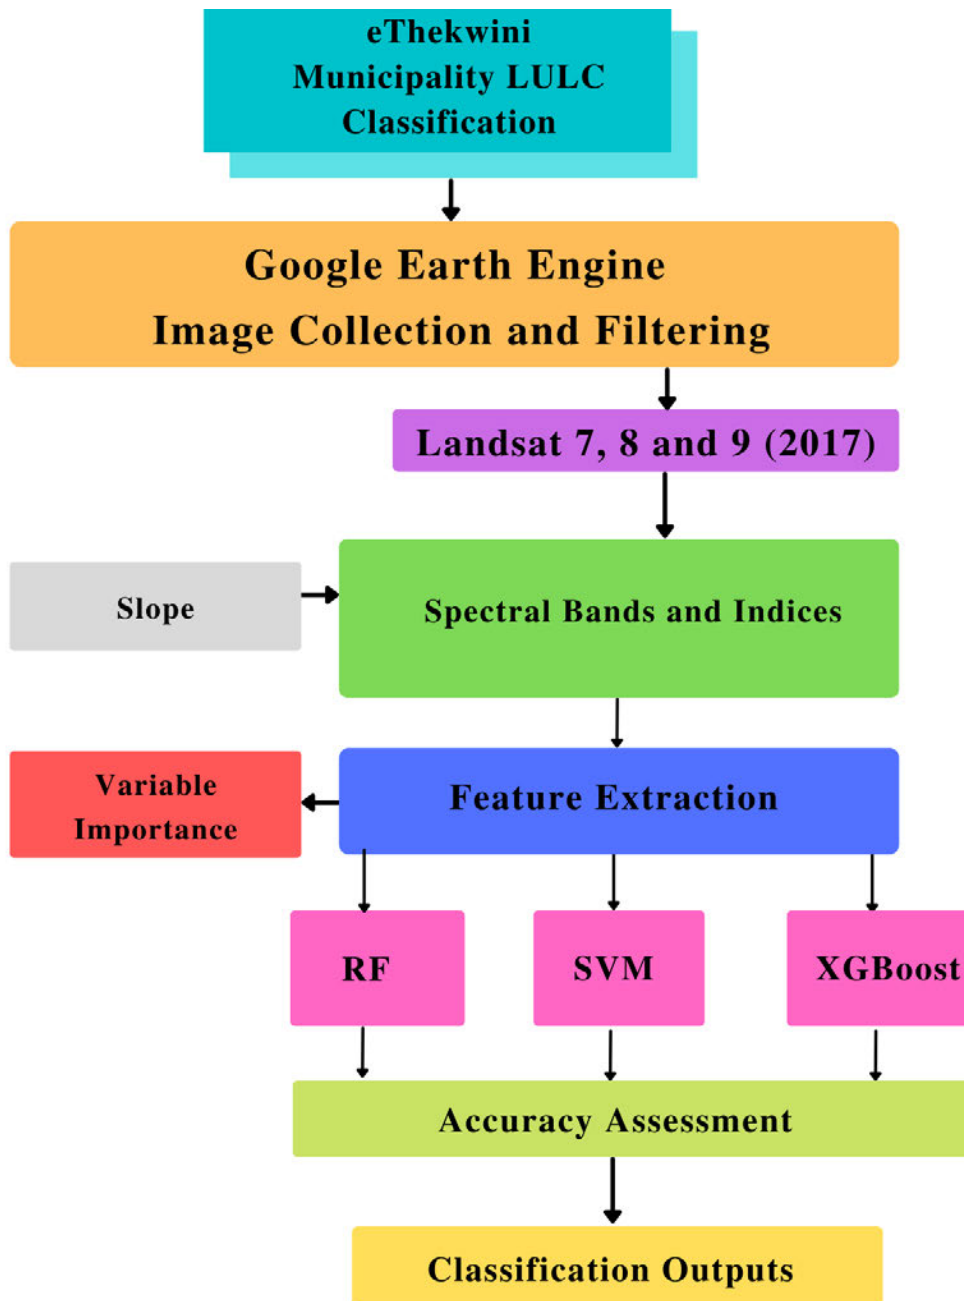 eThekwini
Municipality LULC
Classification
Google Earth Engine
Image Collection and Filtering
Landsat 7, 8 and 9 (2017)
Slope
Spectral Bands and Indices
Variable
Importance
Feature Extraction
RF
SVM
XGBoost
Accuracy Assessment
Classification Outputs